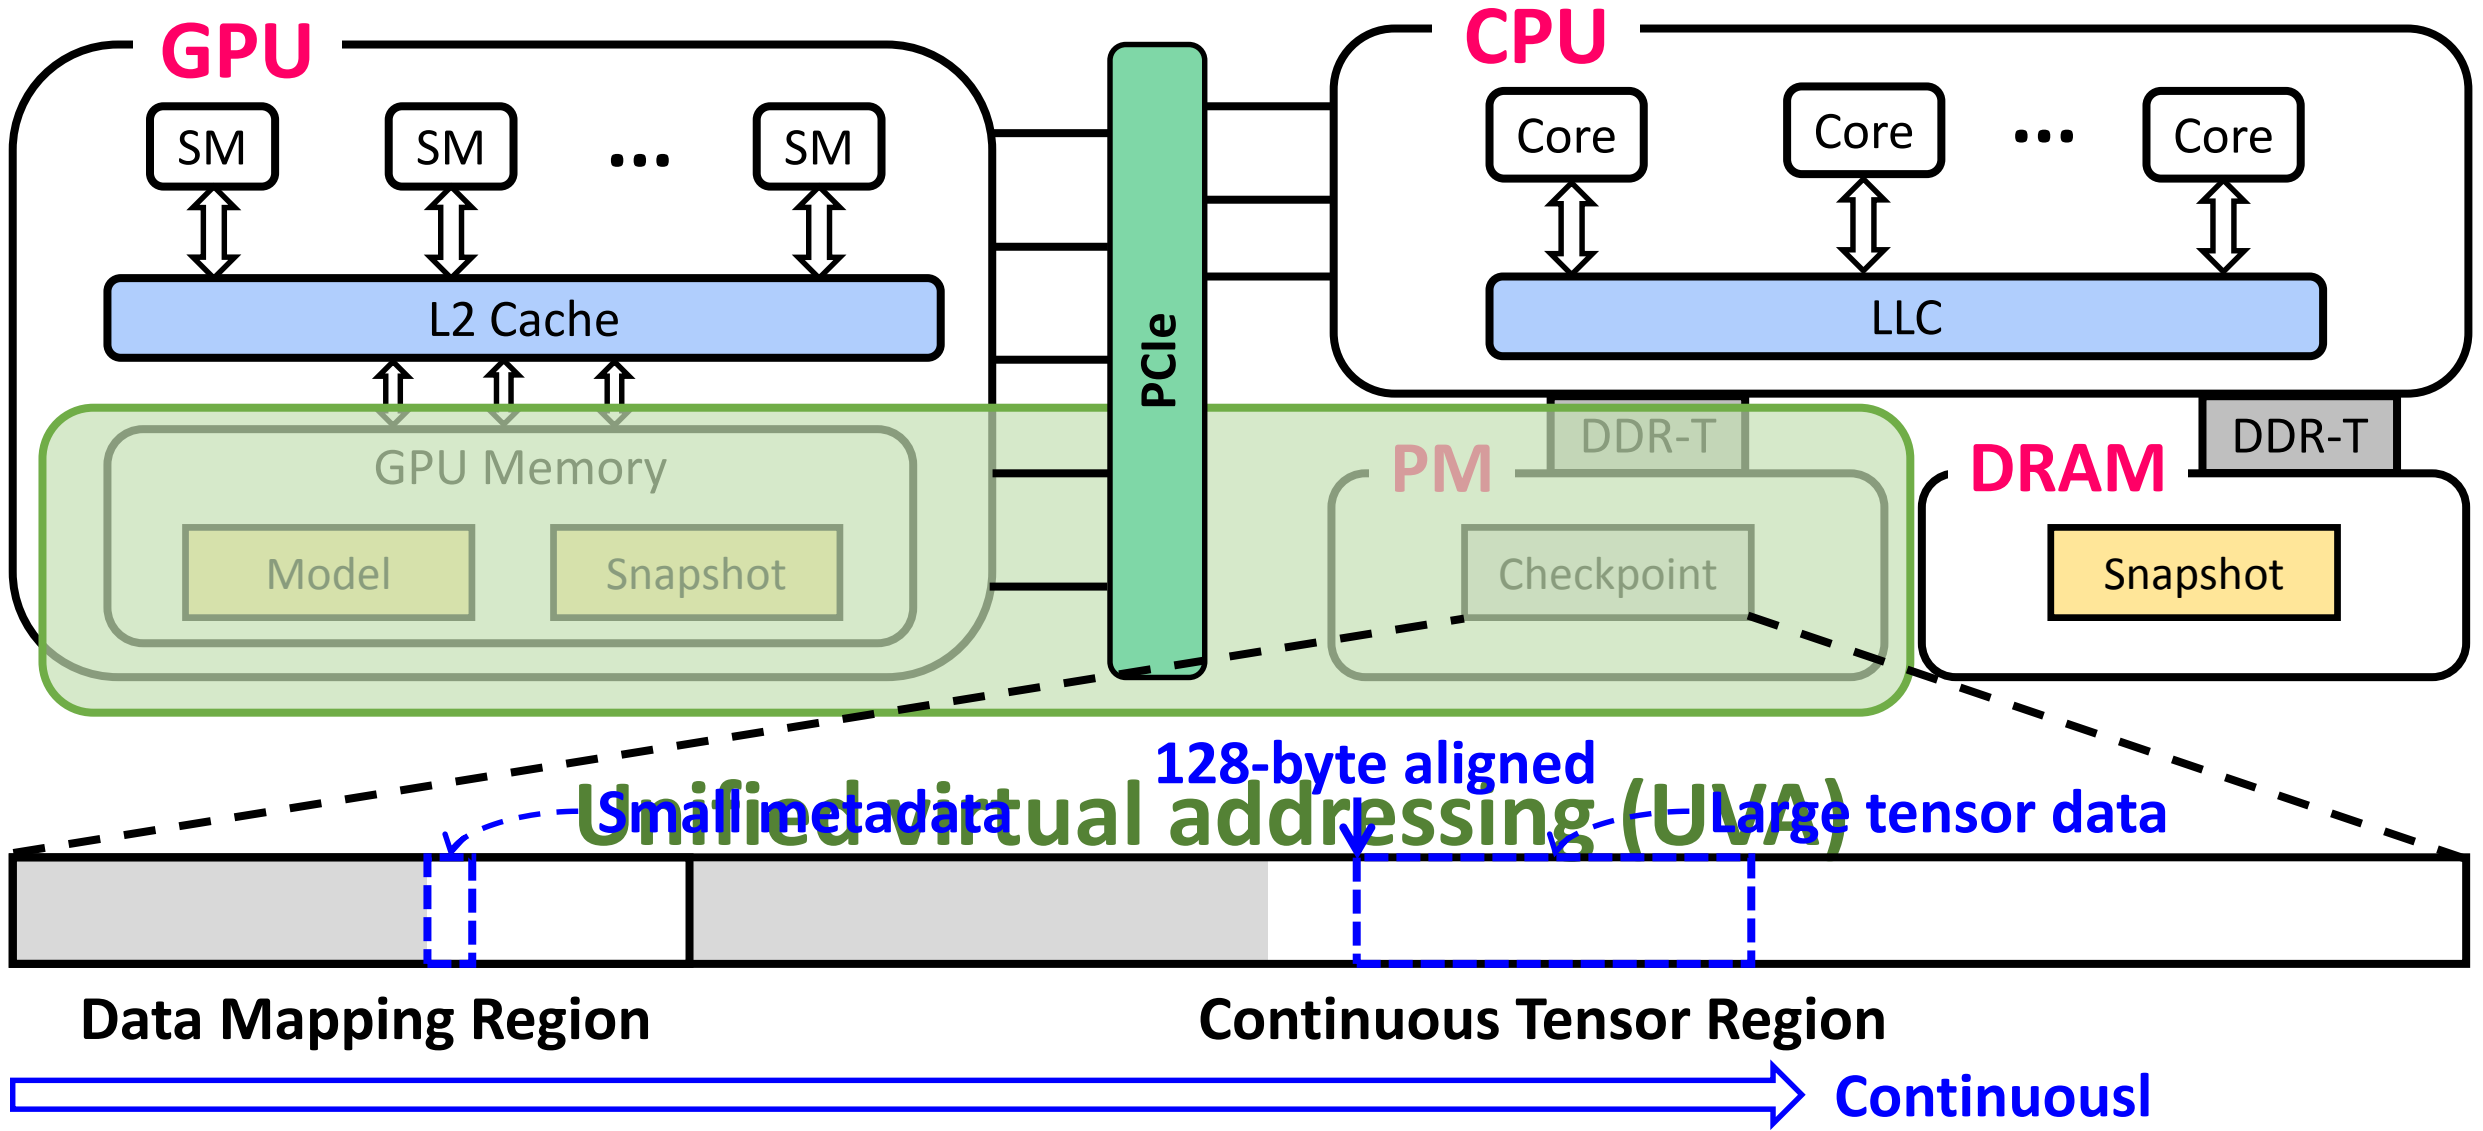 GPU
CPU
SM
SM
...
SM
Core
Core
...
Core
L2 Cache
LLC
PCIe
DDR-T
DDR-T
GPU Memory
PM
DRAM
Model
Snapshot
Checkpoint
Snapshot
128-byte aligned
Unified virtual addressing (UVA)
Small metadata
Large tensor data
Data Mapping Region
Continuous Tensor Region
Continuousl